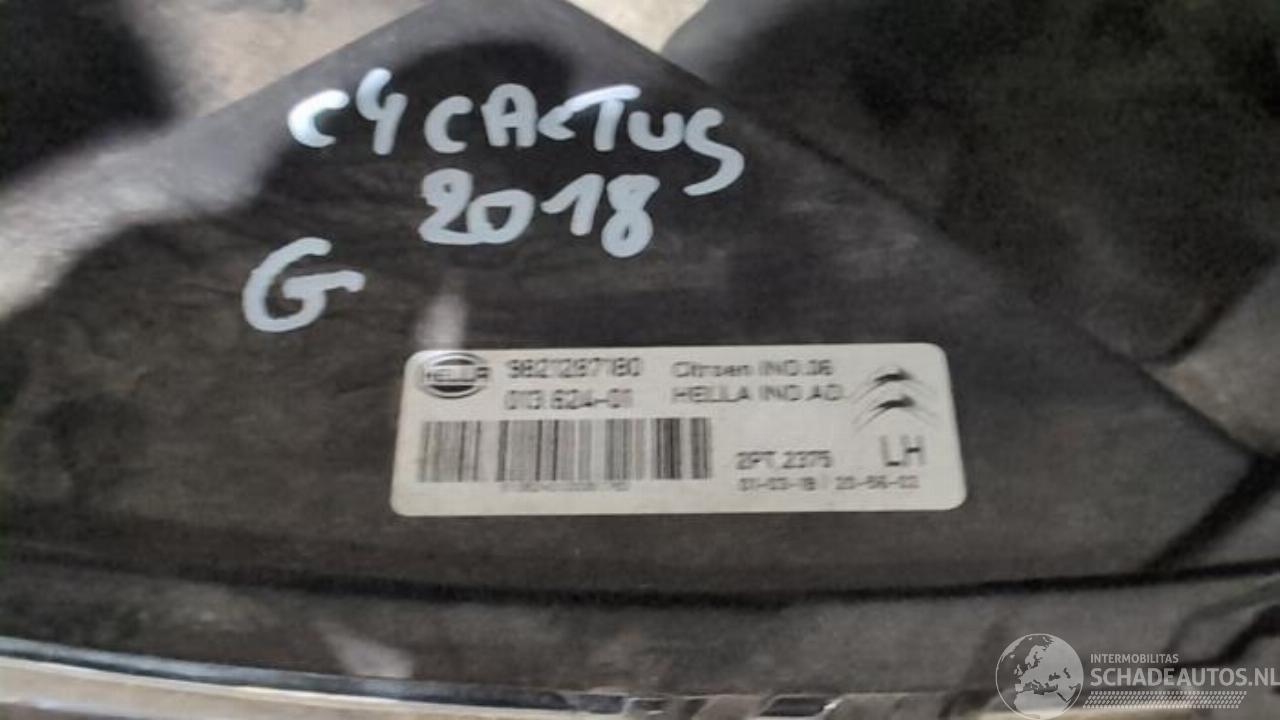 C4 CACTUS
2018
G
HELLA
9821287180
013.624-01
Citroen IND.06
HELLA IND AD.
2PT.2375
LH
01-03-18 20-56-02
INTERMOBILITAS
SCHADEAUTOS.NL